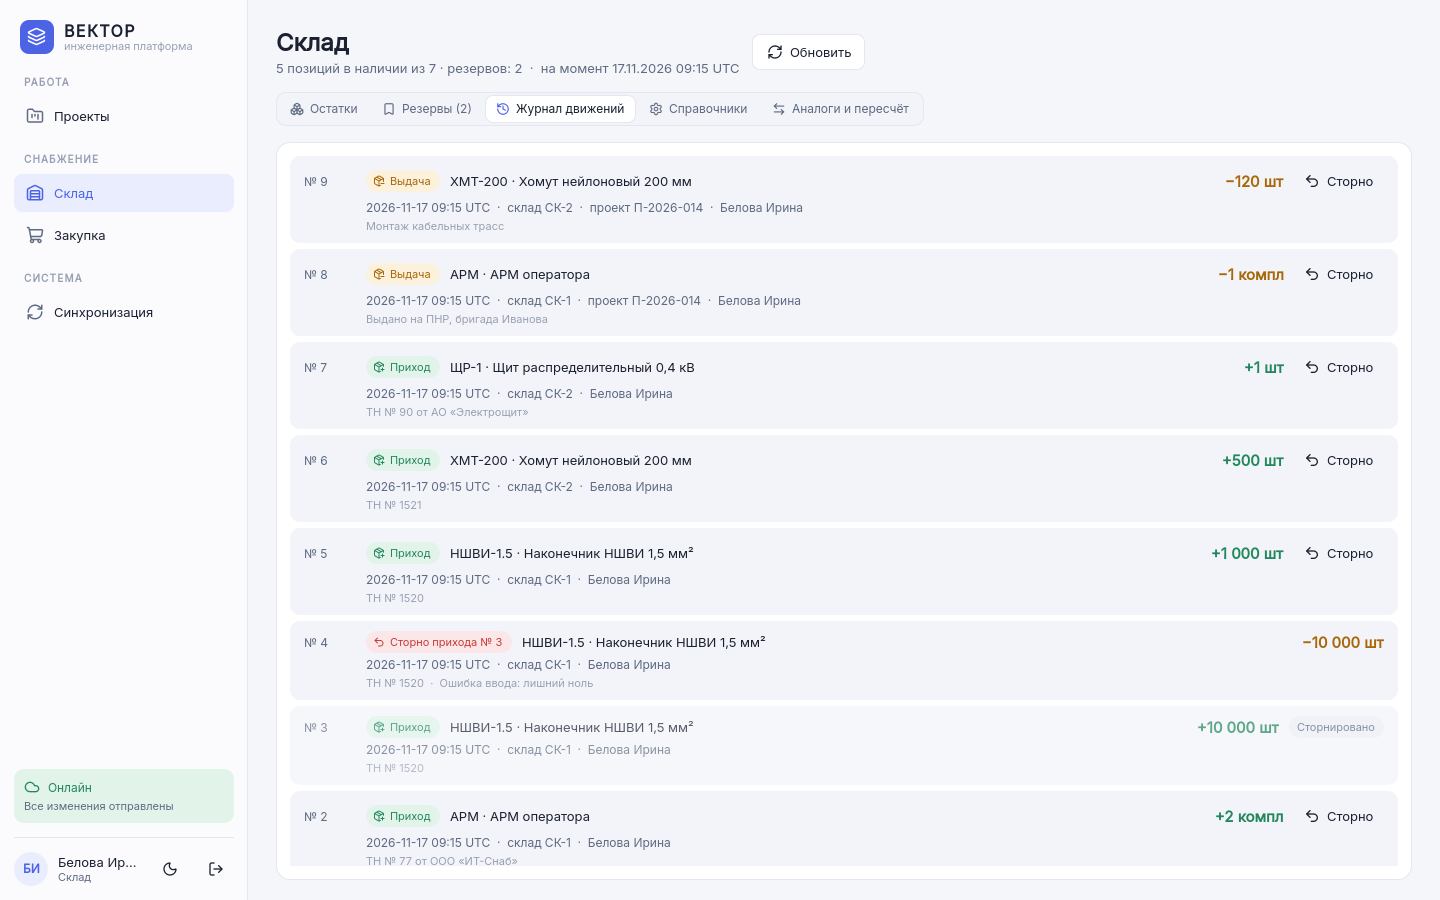 ВЕКТОР
инженерная платформа
РАБОТА
Проекты
СНАБЖЕНИЕ
Склад
Закупка
СИСТЕМА
Синхронизация
Онлайн
Все изменения отправлены
БИ
Белова Ир...
Склад
Склад
5 позиций в наличии из 7 · резервов: 2 · на момент 17.11.2026 09:15 UTC
Обновить
Остатки
Резервы (2)
Журнал движений
Справочники
Аналоги и пересчёт
№ 9 Выдача ХМТ-200 · Хомут нейлоновый 200 мм −120 шт Сторно
2026-11-17 09:15 UTC · склад СК-2 · проект П-2026-014 · Белова Ирина
Монтаж кабельных трасс
№ 8 Выдача АРМ · АРМ оператора −1 компл Сторно
2026-11-17 09:15 UTC · склад СК-1 · проект П-2026-014 · Белова Ирина
Выдано на ПНР, бригада Иванова
№ 7 Приход ЩР-1 · Щит распределительный 0,4 кВ +1 шт Сторно
2026-11-17 09:15 UTC · склад СК-2 · Белова Ирина
ТН № 90 от АО «Электрощит»
№ 6 Приход ХМТ-200 · Хомут нейлоновый 200 мм +500 шт Сторно
2026-11-17 09:15 UTC · склад СК-2 · Белова Ирина
ТН № 1521
№ 5 Приход НШВИ-1.5 · Наконечник НШВИ 1,5 мм² +1 000 шт Сторно
2026-11-17 09:15 UTC · склад СК-1 · Белова Ирина
ТН № 1520
№ 4 Сторно прихода № 3 НШВИ-1.5 · Наконечник НШВИ 1,5 мм² −10 000 шт
2026-11-17 09:15 UTC · склад СК-1 · Белова Ирина
ТН № 1520 · Ошибка ввода: лишний ноль
№ 3 Приход НШВИ-1.5 · Наконечник НШВИ 1,5 мм² +10 000 шт Сторнировано
2026-11-17 09:15 UTC · склад СК-1 · Белова Ирина
ТН № 1520
№ 2 Приход АРМ · АРМ оператора +2 компл Сторно
2026-11-17 09:15 UTC · склад СК-1 · Белова Ирина
ТН № 77 от ООО «ИТ-Снаб»